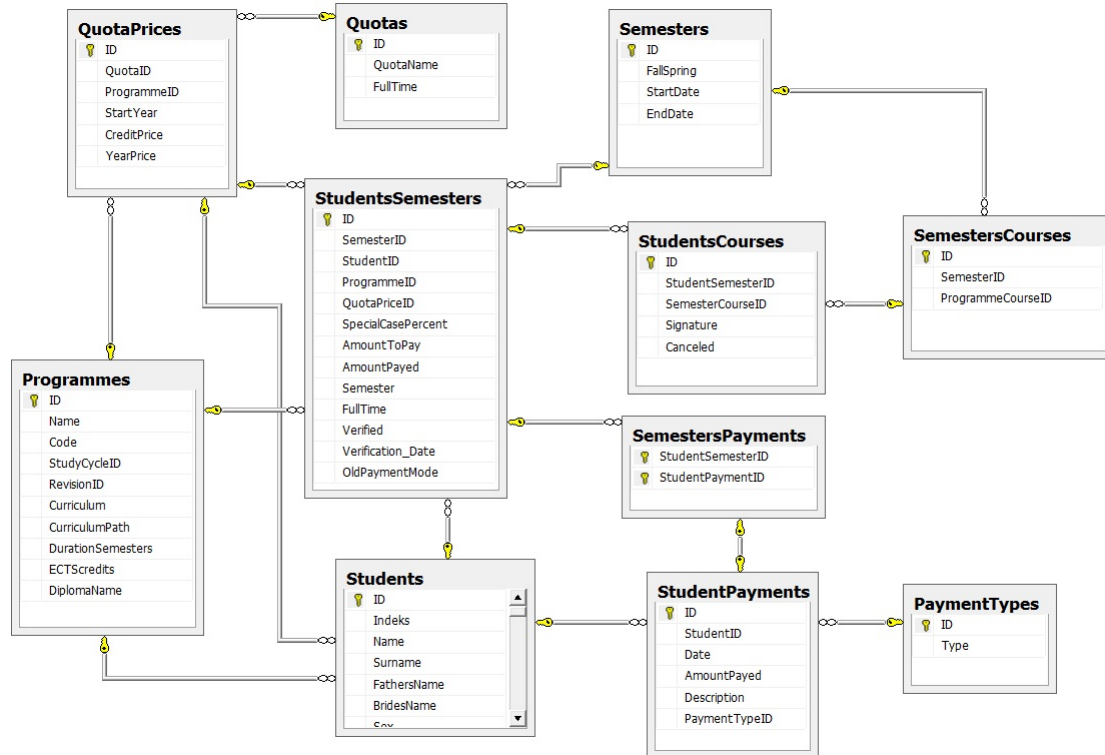 QuotaPrices
ID
QuotaID
ProgrammeID
StartYear
CreditPrice
YearPrice
Quotas
ID
QuotaName
FullTime
Semesters
ID
FallSpring
StartDate
EndDate
StudentsSemesters
ID
SemesterID
StudentID
ProgrammeID
QuotaPriceID
SpecialCasePercent
AmountToPay
AmountPayed
Semester
FullTime
Verified
Verification_Date
OldPaymentMode
StudentsCourses
ID
StudentSemesterID
SemesterCourseID
Signature
Canceled
SemestersCourses
ID
SemesterID
ProgrammeCourseID
Programmes
ID
Name
Code
StudyCycleID
RevisionID
Curriculum
CurriculumPath
DurationSemesters
ECTScredits
DiplomaName
SemestersPayments
StudentSemesterID
StudentPaymentID
Students
ID
Indeks
Name
Surname
FathersName
BridesName
Sex
StudentPayments
ID
StudentID
Date
AmountPayed
Description
PaymentTypeID
PaymentTypes
ID
Type